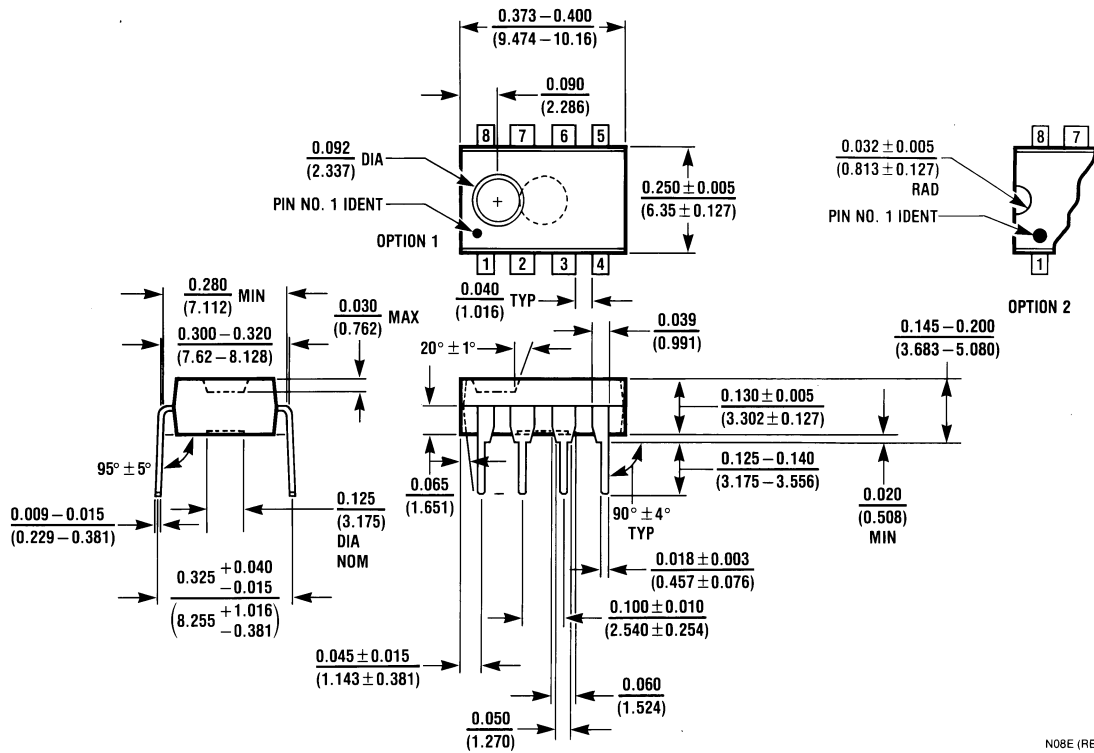 0.373 – 0.400
(9.474 – 10.16)
0.090
(2.286)
8 7 6 5
0.092 DIA
(2.337)
PIN NO. 1 IDENT
OPTION 1
1 2 3 4
0.250 ± 0.005
(6.35 ± 0.127)
0.032 ± 0.005
(0.813 ± 0.127)
RAD
PIN NO. 1 IDENT
8 7
1
OPTION 2
0.280 MIN
(7.112)
0.300 – 0.320
(7.62 – 8.128)
0.030 MAX
(0.762)
95° ± 5°
0.009 – 0.015
(0.229 – 0.381)
0.125
(3.175)
DIA
NOM
0.325 +0.040
−0.015
(8.255 +1.016
−0.381)
0.040 TYP
(1.016)
20° ± 1°
0.039
(0.991)
0.145 – 0.200
(3.683 – 5.080)
0.130 ± 0.005
(3.302 ± 0.127)
0.125 – 0.140
(3.175 – 3.556)
0.020
(0.508)
MIN
0.065
(1.651)
90° ± 4°
TYP
0.018 ± 0.003
(0.457 ± 0.076)
0.100 ± 0.010
(2.540 ± 0.254)
0.045 ± 0.015
(1.143 ± 0.381)
0.060
(1.524)
0.050
(1.270)
N08E (RE